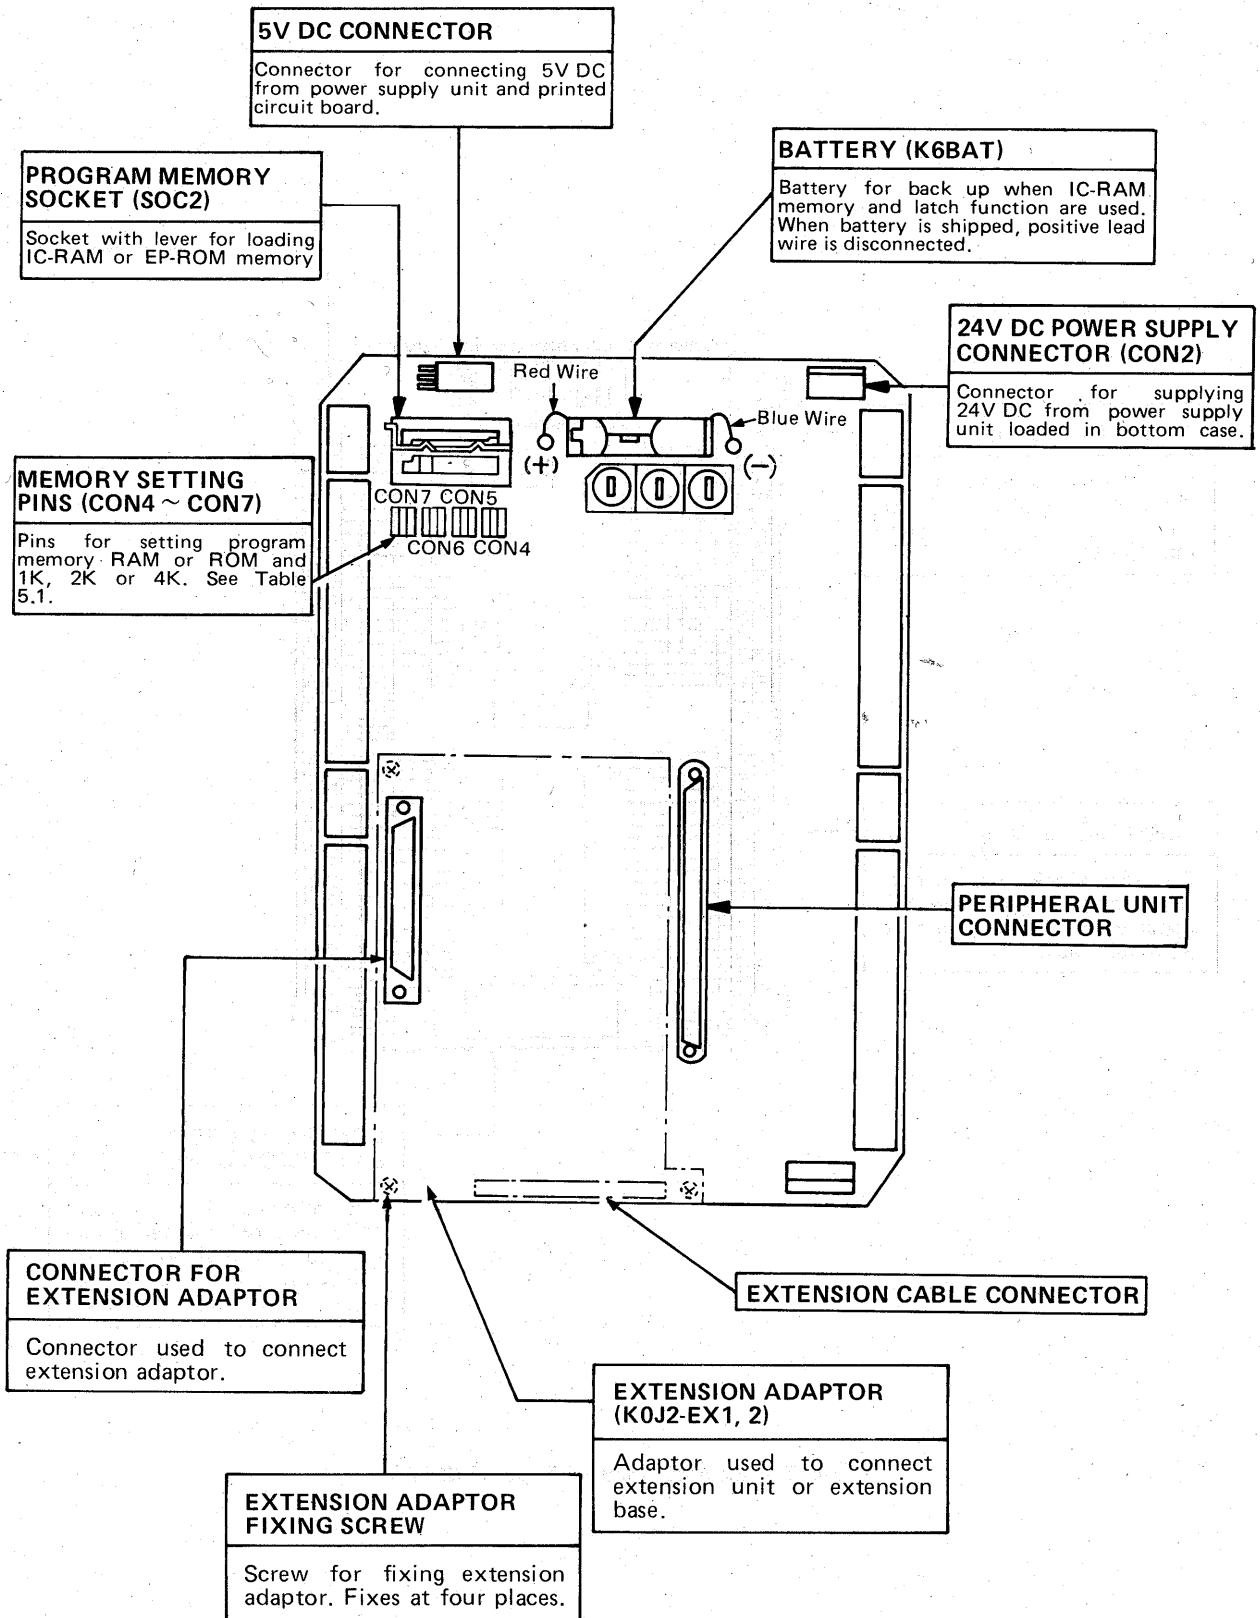 5V DC CONNECTOR
Connector for connecting 5V DC
from power supply unit and printed
circuit board.
BATTERY (K6BAT)
Battery for back up when IC-RAM
memory and latch function are used.
When battery is shipped, positive lead
wire is disconnected.
PROGRAM MEMORY
SOCKET (SOC2)
Socket with lever for loading
IC-RAM or EP-ROM memory
24V DC POWER SUPPLY
CONNECTOR (CON2)
Connector for supplying
24V DC from power supply
unit loaded in bottom case.
Red Wire
Blue Wire
(+)
(−)
MEMORY SETTING
PINS (CON4 ~ CON7)
Pins for setting program
memory RAM or ROM and
1K, 2K or 4K. See Table
5.1.
CON7 CON5
CON6 CON4
PERIPHERAL UNIT
CONNECTOR
CONNECTOR FOR
EXTENSION ADAPTOR
Connector used to connect
extension adaptor.
EXTENSION CABLE CONNECTOR
EXTENSION ADAPTOR
(K0J2-EX1, 2)
Adaptor used to connect
extension unit or extension
base.
EXTENSION ADAPTOR
FIXING SCREW
Screw for fixing extension
adaptor. Fixes at four places.